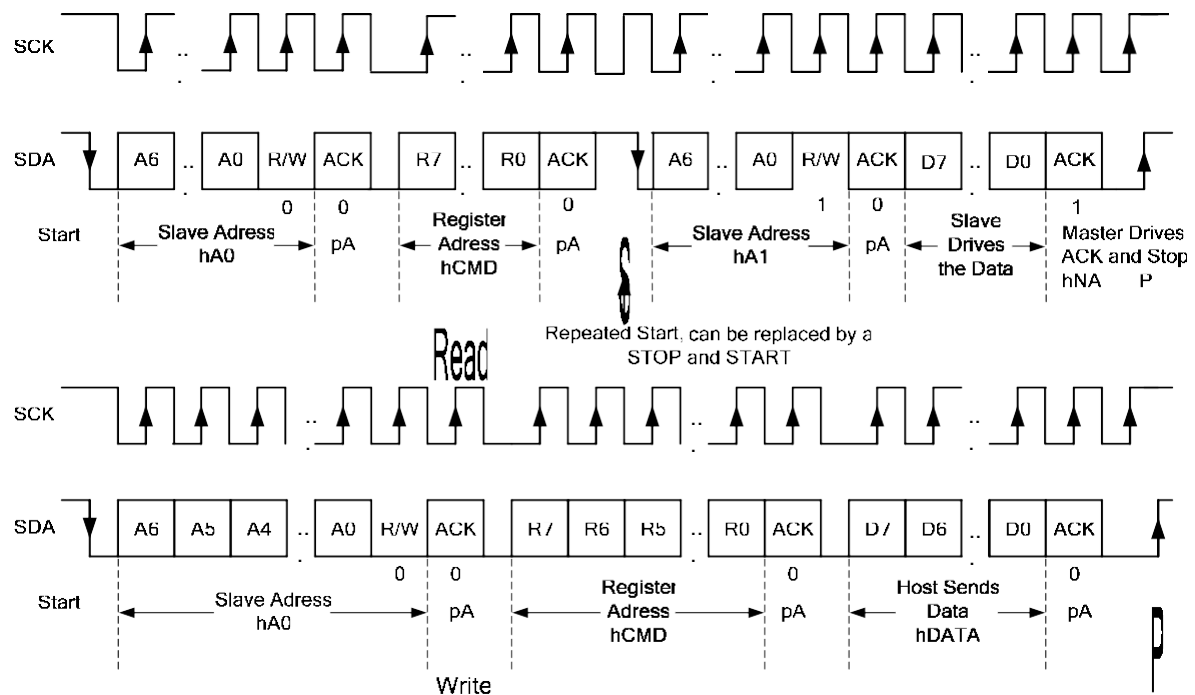 SCK .. .. .. ..
. . . .
SDA A6 .. A0 R/W ACK R7 .. R0 ACK A6 .. A0 R/W ACK D7 .. D0 ACK
. . . .
0 0 0 1 0 1
Start Slave Adress pA Register pA Slave Adress pA Slave Master Drives
hA0 Adress hA1 Drives ACK and Stop
hCMD the Data hNA P
S
Repeated Start, can be replaced by a
STOP and START
Read
SCK .. .. ..
. . .
SDA A6 A5 A4 .. A0 R/W ACK R7 R6 R5 .. R0 ACK D7 D6 .. D0 ACK
. . .
0 0 0 0
Start Slave Adress pA Register pA Host Sends pA
hA0 Adress Data
hCMD hDATA
P
Write